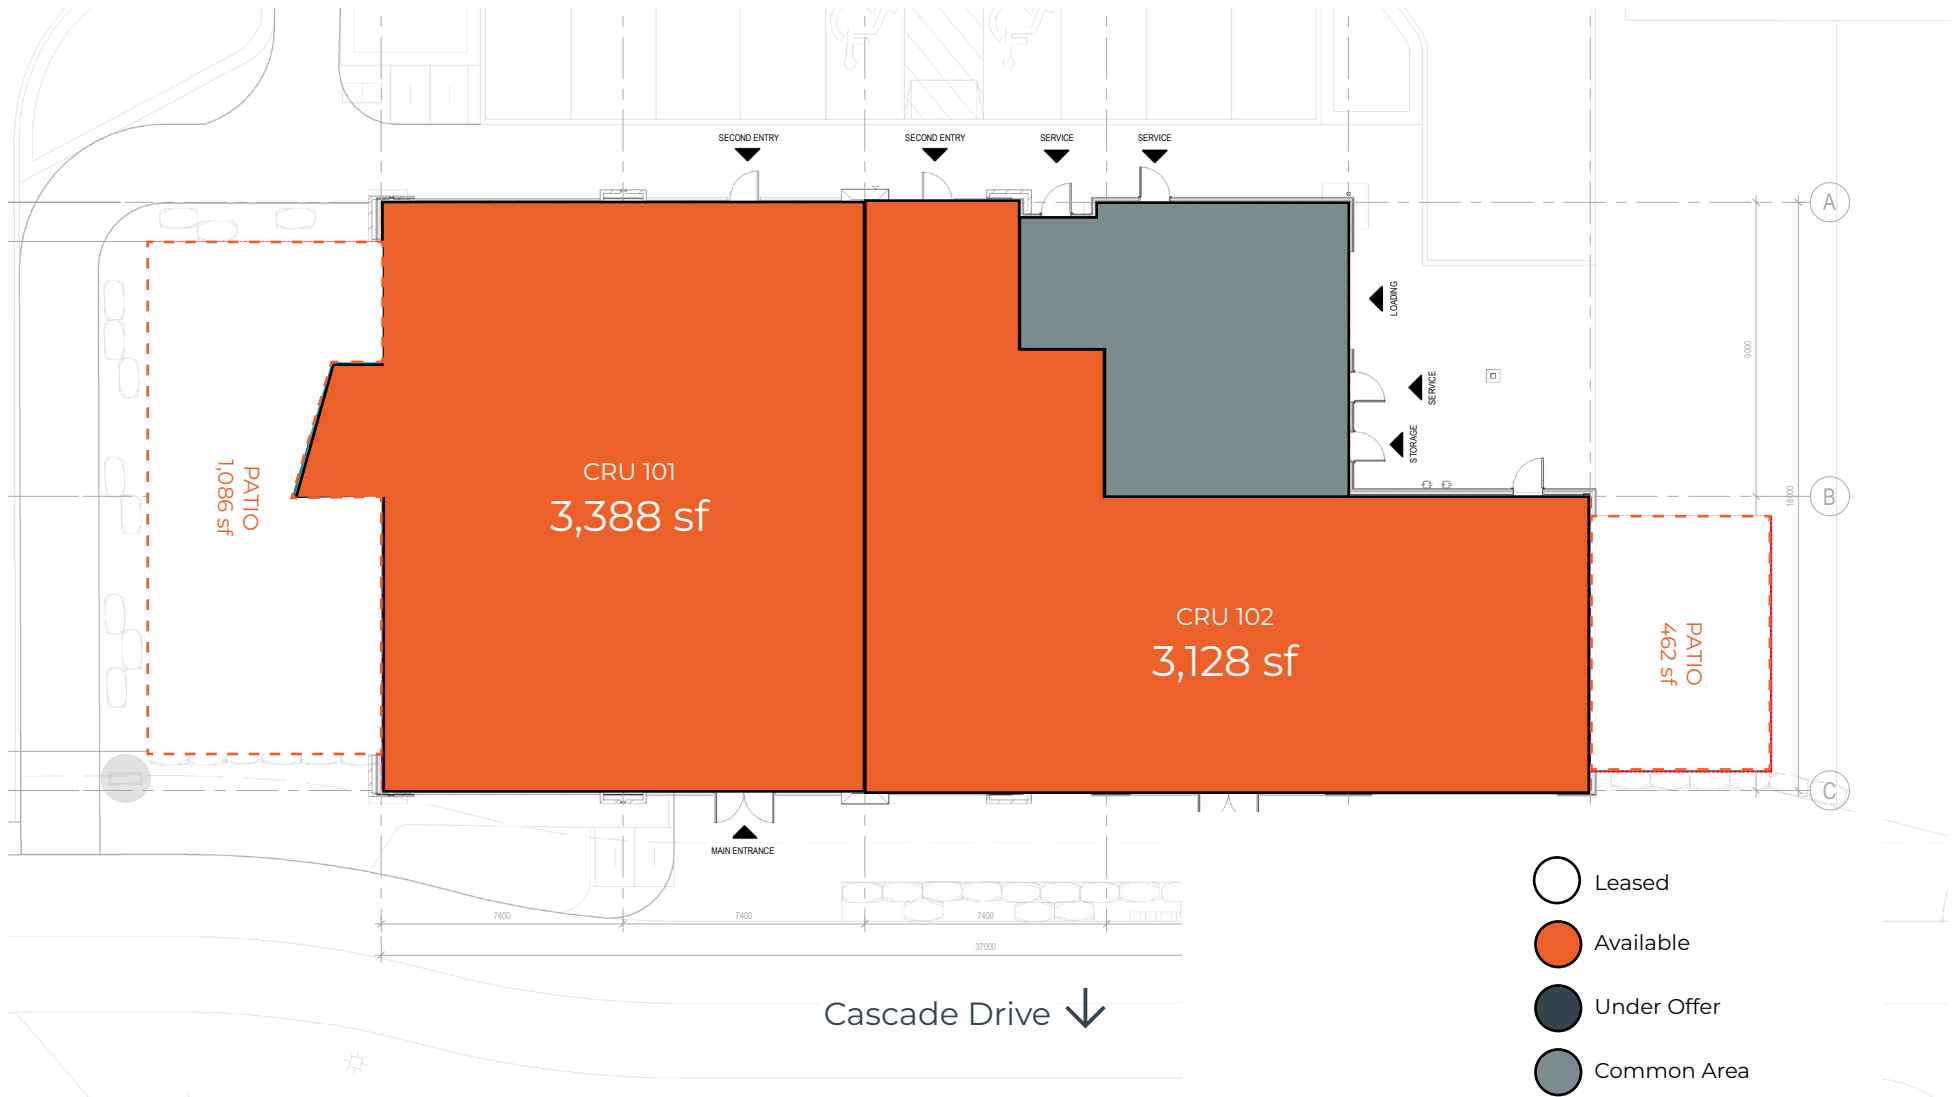 SECOND ENTRY
SECOND ENTRY
SERVICE
SERVICE
A
LOADING
9000
SERVICE
STORAGE
PATIO
1,086 sf
CRU 101
3,388 sf
B
18000
CRU 102
3,128 sf
PATIO
462 sf
C
MAIN ENTRANCE
7400
7400
7400
37000
Cascade Drive
Leased
Available
Under Offer
Common Area